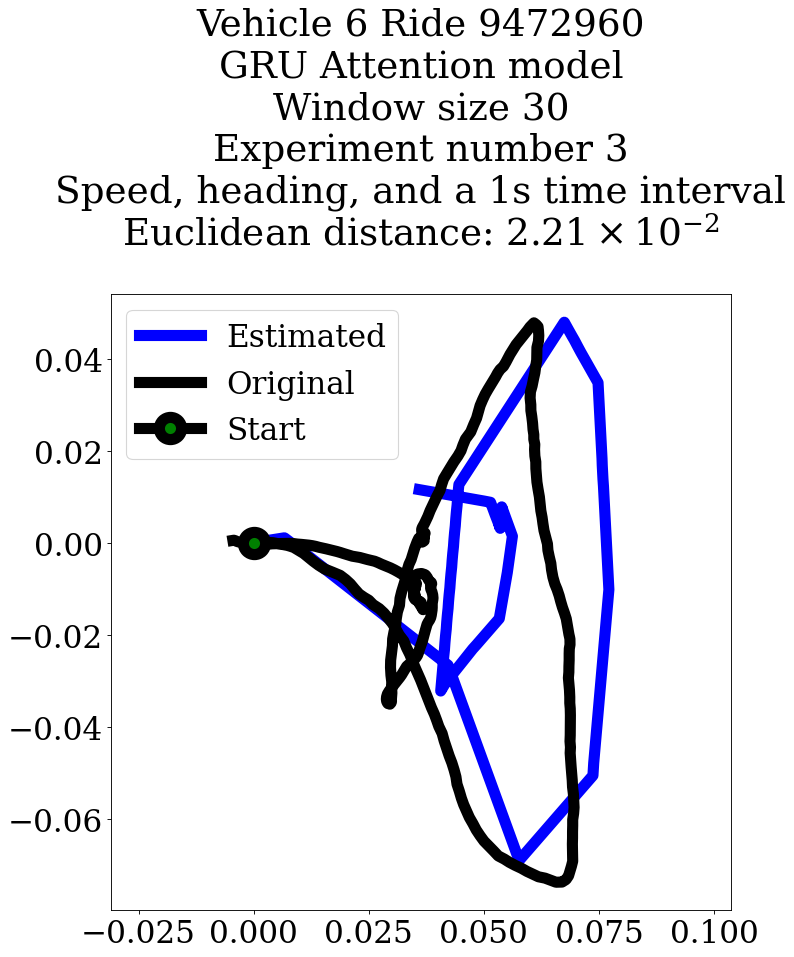 Vehicle 6 Ride 9472960
GRU Attention model
Window size 30
Experiment number 3
Speed, heading, and a 1s time interval
Euclidean distance: 2.21 × 10⁻²
Estimated
Original
Start
0.04
0.02
0.00
−0.02
−0.04
−0.06
−0.025 0.000 0.025 0.050 0.075 0.100